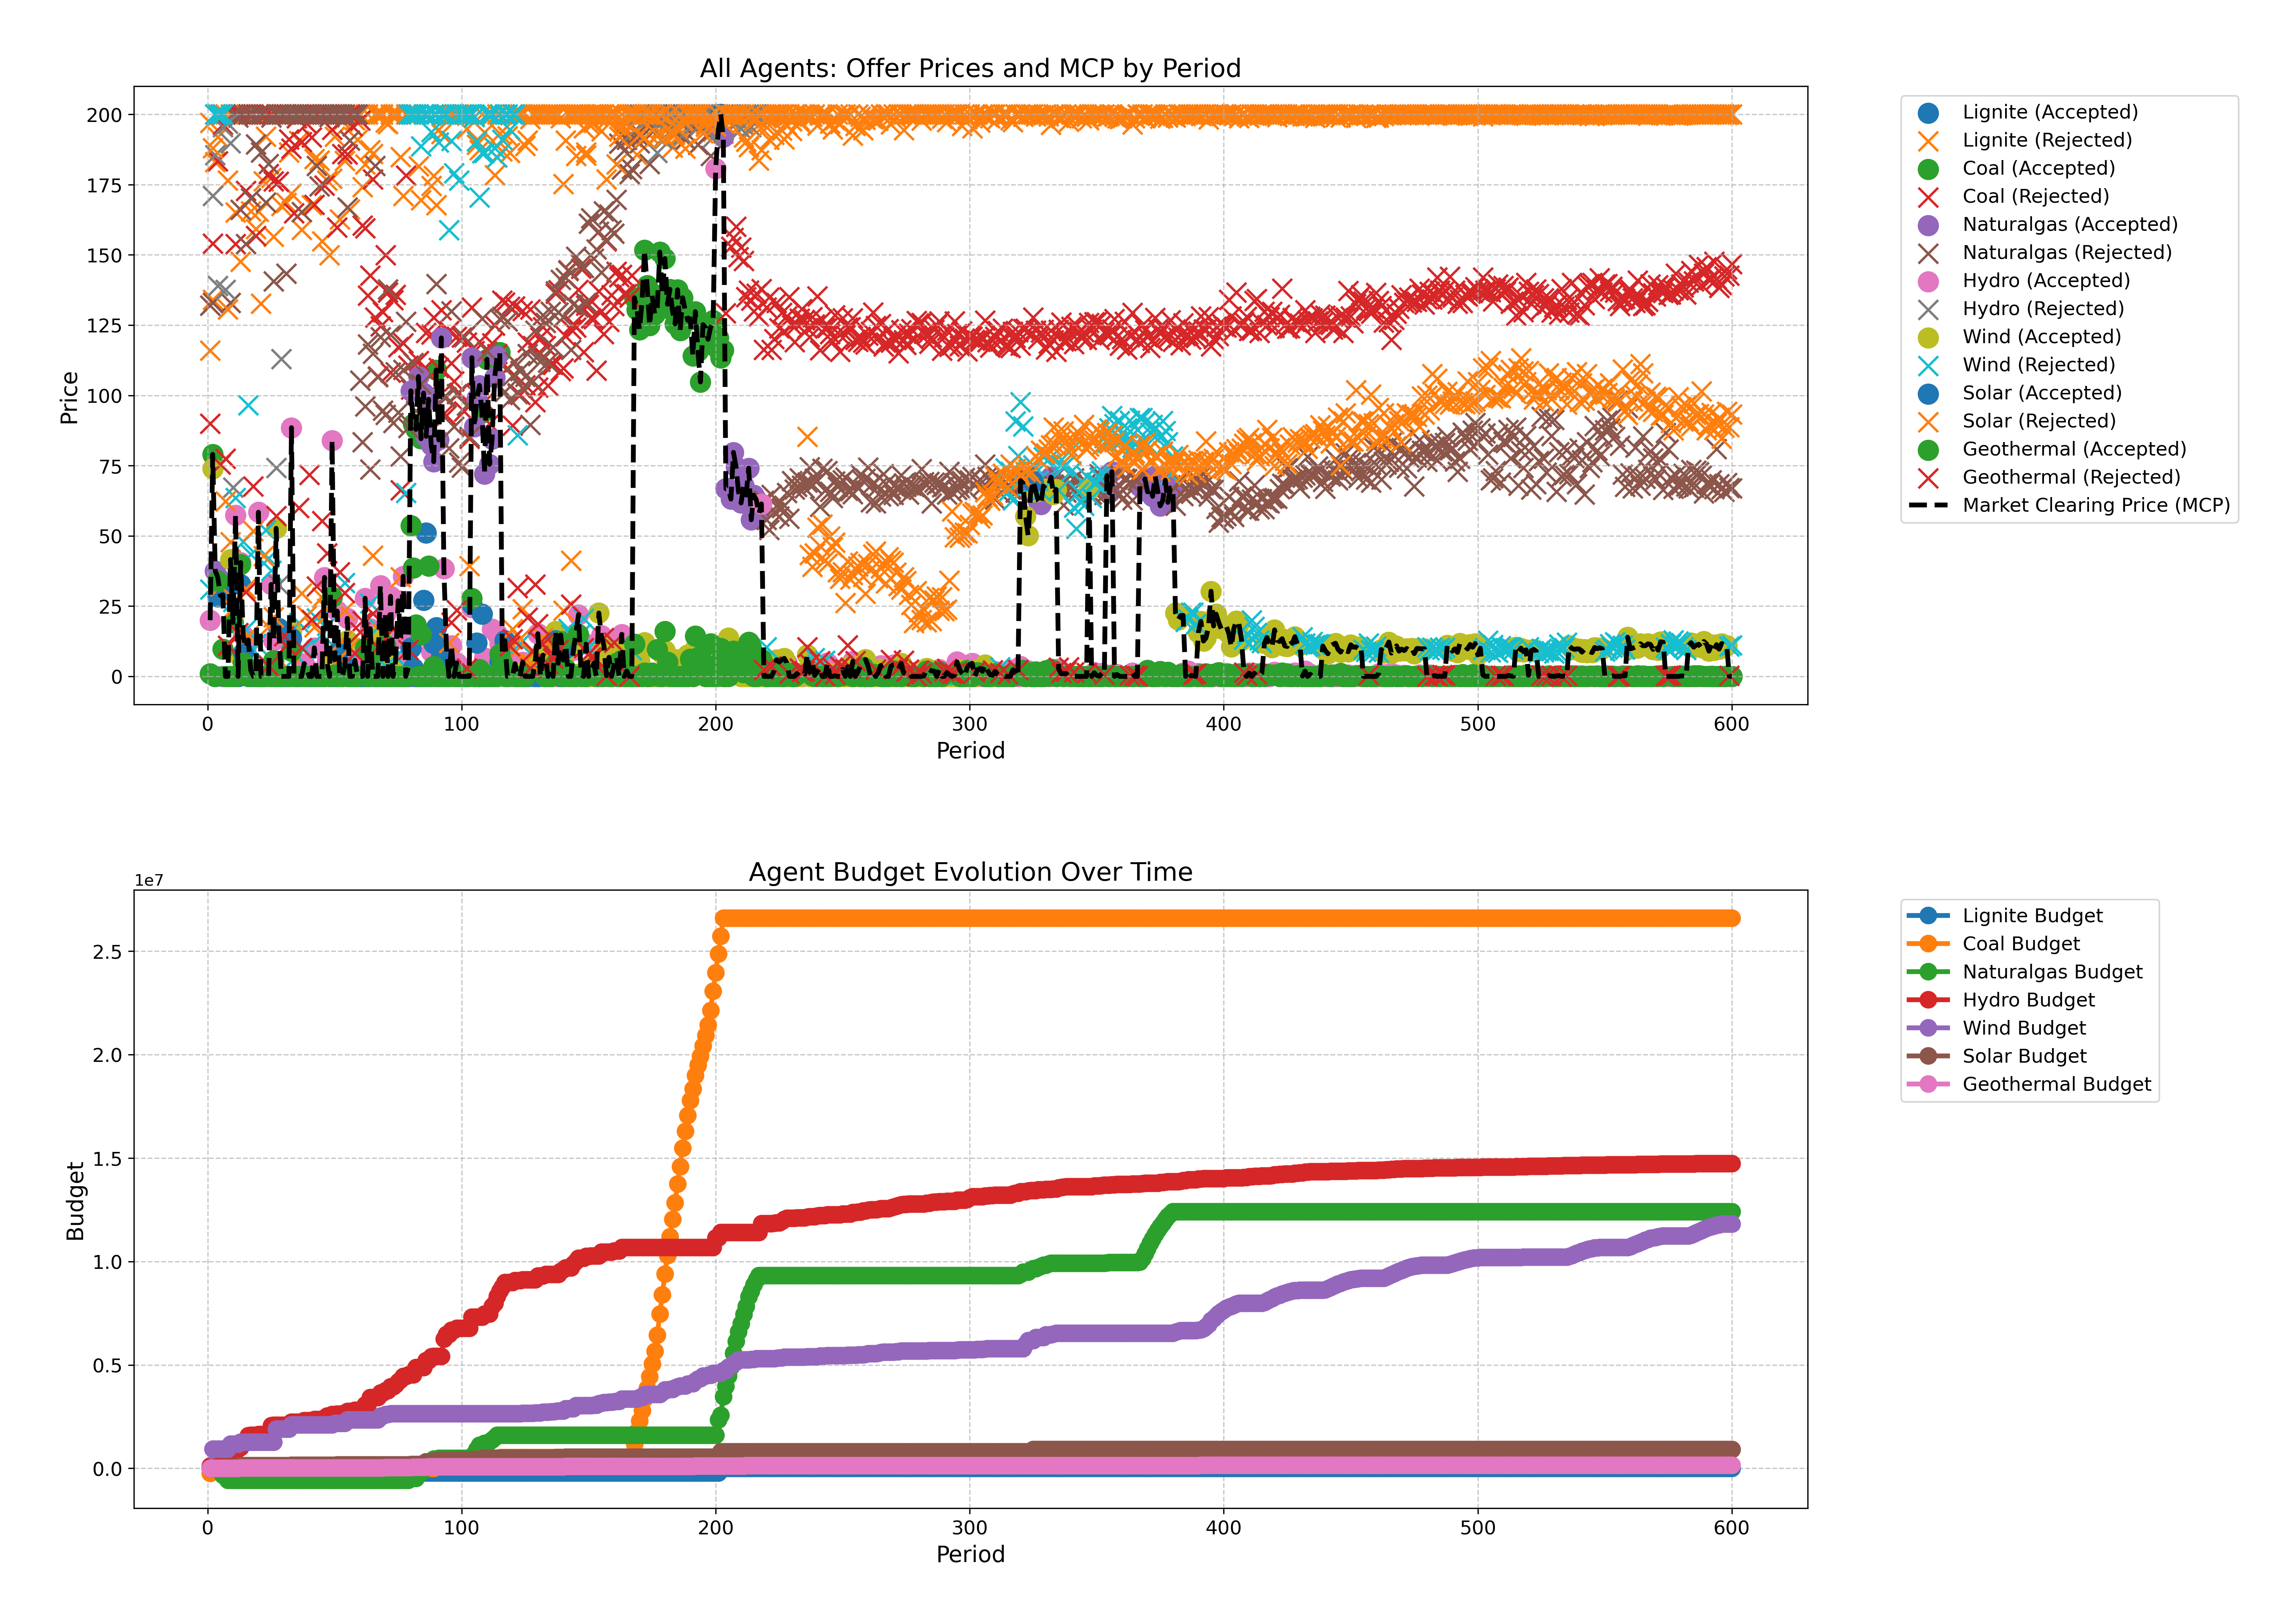 All Agents: Offer Prices and MCP by Period
200
175
150
125
100
75
50
25
0
Price
0
100
200
300
400
500
600
Period
Lignite (Accepted)
Lignite (Rejected)
Coal (Accepted)
Coal (Rejected)
Naturalgas (Accepted)
Naturalgas (Rejected)
Hydro (Accepted)
Hydro (Rejected)
Wind (Accepted)
Wind (Rejected)
Solar (Accepted)
Solar (Rejected)
Geothermal (Accepted)
Geothermal (Rejected)
Market Clearing Price (MCP)
Agent Budget Evolution Over Time
1e7
2.5
2.0
1.5
1.0
0.5
0.0
Budget
0
100
200
300
400
500
600
Period
Lignite Budget
Coal Budget
Naturalgas Budget
Hydro Budget
Wind Budget
Solar Budget
Geothermal Budget